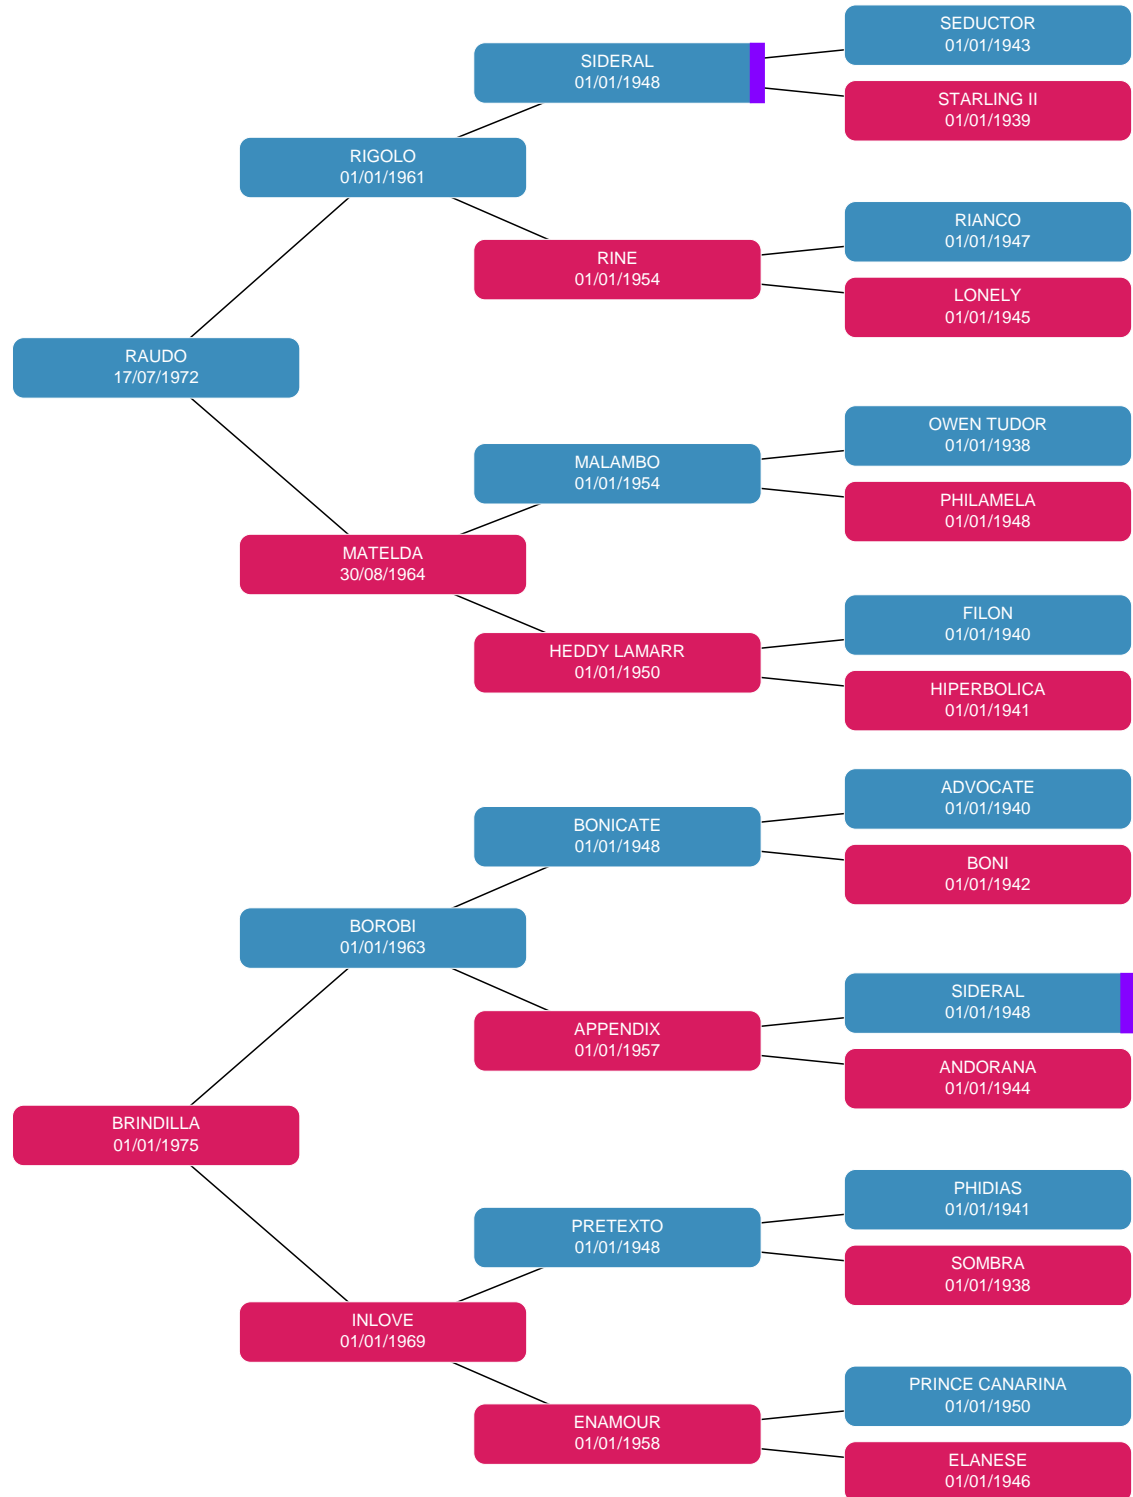 SEDUCTOR
01/01/1943
SIDERAL
01/01/1948
STARLING II
01/01/1939
RIGOLO
01/01/1961
RIANCO
01/01/1947
RINE
01/01/1954
LONELY
01/01/1945
RAUDO
17/07/1972
OWEN TUDOR
01/01/1938
MALAMBO
01/01/1954
PHILAMELA
01/01/1948
MATELDA
30/08/1964
FILON
01/01/1940
HEDDY LAMARR
01/01/1950
HIPERBOLICA
01/01/1941
ADVOCATE
01/01/1940
BONICATE
01/01/1948
BONI
01/01/1942
BOROBI
01/01/1963
SIDERAL
01/01/1948
APPENDIX
01/01/1957
ANDORANA
01/01/1944
BRINDILLA
01/01/1975
PHIDIAS
01/01/1941
PRETEXTO
01/01/1948
SOMBRA
01/01/1938
INLOVE
01/01/1969
PRINCE CANARINA
01/01/1950
ENAMOUR
01/01/1958
ELANESE
01/01/1946